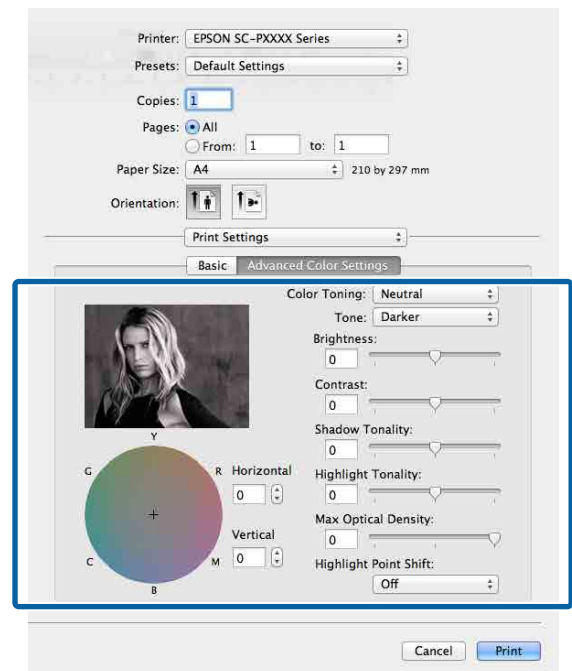 Printer: EPSON SC-PXXXX Series
Presets: Default Settings
Copies: 1
Pages: All
From: 1 to: 1
Paper Size: A4 210 by 297 mm
Orientation:
Print Settings
Basic Advanced Color Settings
Color Toning: Neutral
Tone: Darker
Brightness:
0
Contrast:
0
Shadow Tonality:
0
Highlight Tonality:
0
Max Optical Density:
0
Highlight Point Shift:
Off
Y
G R
C M
B
Horizontal
0
Vertical
0
Cancel Print